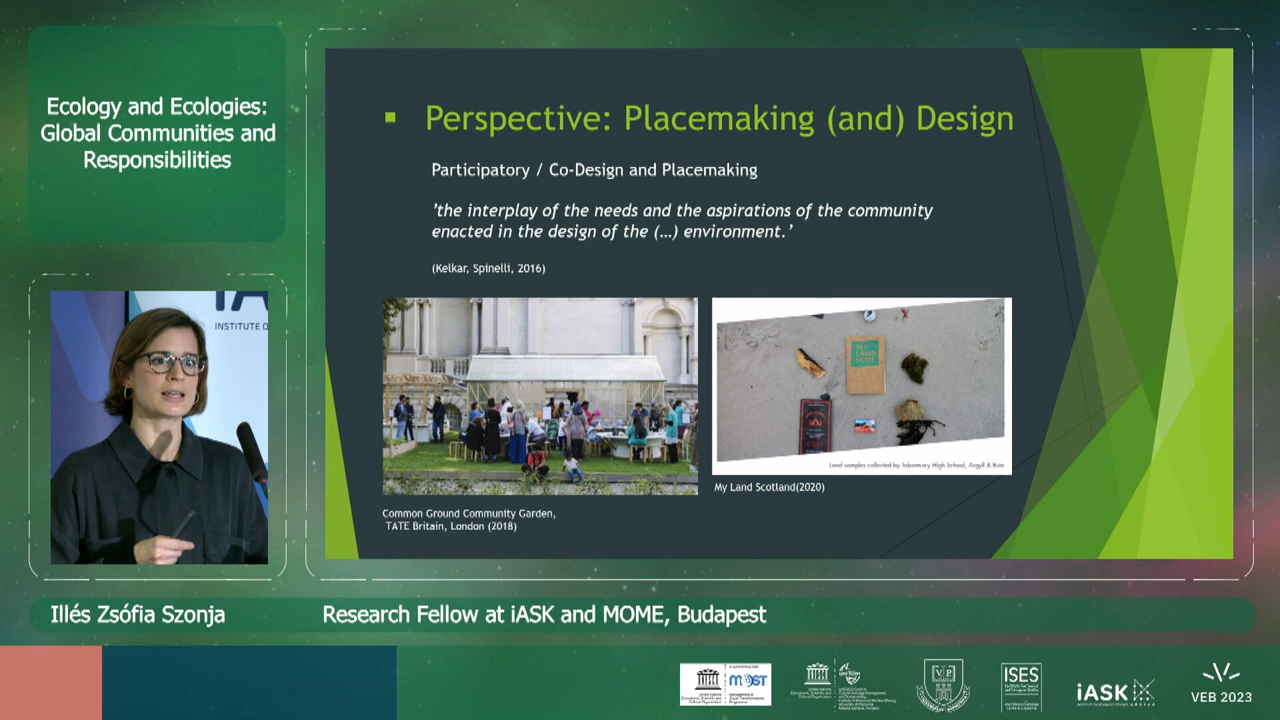 Ecology and Ecologies:
Global Communities and
Responsibilities
Perspective: Placemaking (and) Design
Participatory / Co-Design and Placemaking
'the interplay of the needs and the aspirations of the community
enacted in the design of the (...) environment.'
(Kelkar, Spinelli, 2016)
INSTITUTE O
MY
LAND
SCOT
Land samples collected by Tobermory High School, Argyll & Bute
My Land Scotland(2020)
Common Ground Community Garden,
TATE Britain, London (2018)
Illés Zsófia Szonja
Research Fellow at iASK and MOME, Budapest
MOST
ISES
iASK
VEB 2023